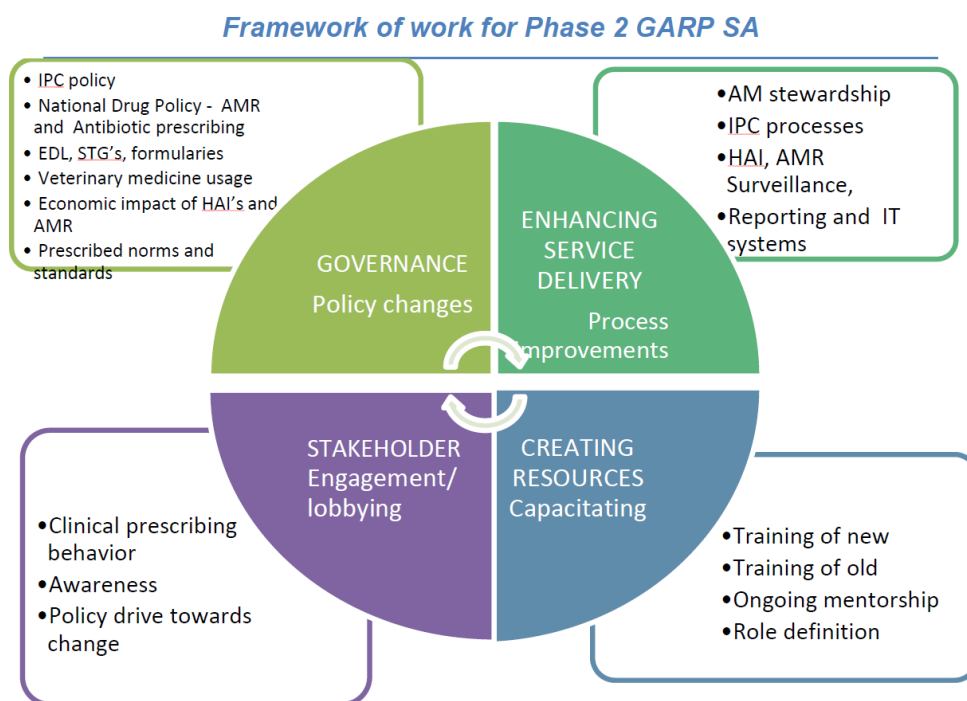 Framework of work for Phase 2 GARP SA
• IPC policy
• National Drug Policy - AMR
and Antibiotic prescribing
• EDL, STG's, formularies
• Veterinary medicine usage
• Economic impact of HAI's and
AMR
• Prescribed norms and
standards
•AM stewardship
•IPC processes
•HAI, AMR
Surveillance,
•Reporting and IT
systems
GOVERNANCE
Policy changes
ENHANCING
SERVICE
DELIVERY
Process
improvements
STAKEHOLDER
Engagement/
lobbying
CREATING
RESOURCES
Capacitating
•Clinical prescribing
behavior
•Awareness
•Policy drive towards
change
•Training of new
•Training of old
•Ongoing mentorship
•Role definition